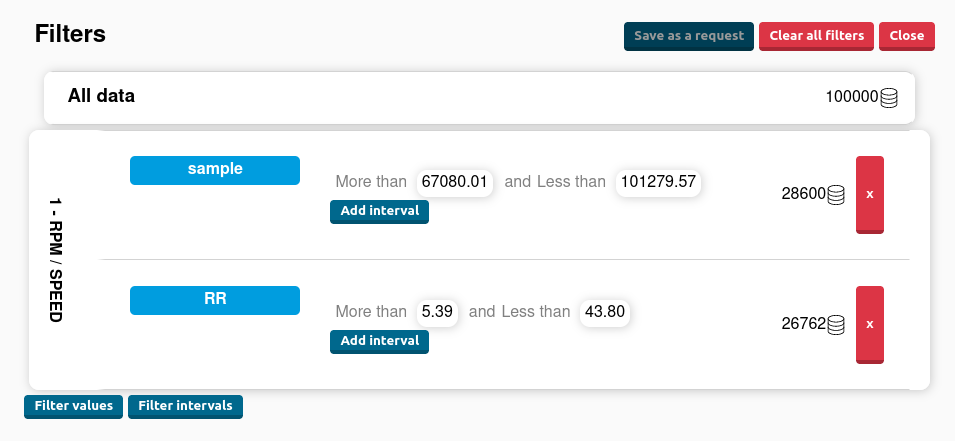 Filters
Save as a request Clear all filters Close
All data 100000
1 - RPM / SPEED
sample More than 67080.01 and Less than 101279.57 28600 x
Add interval
RR More than 5.39 and Less than 43.80 26762 x
Add interval
Filter values Filter intervals